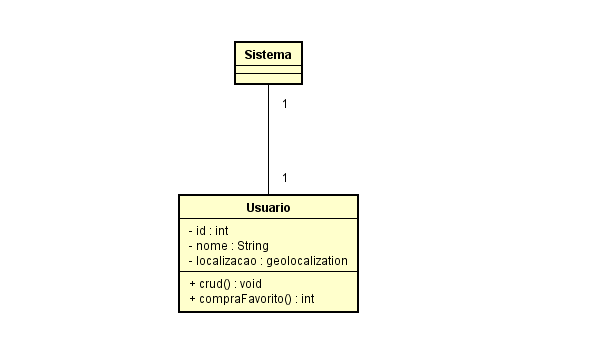 Sistema
1
1
Usuario
- id : int
- nome : String
- localizacao : geolocalization
+ crud() : void
+ compraFavorito() : int